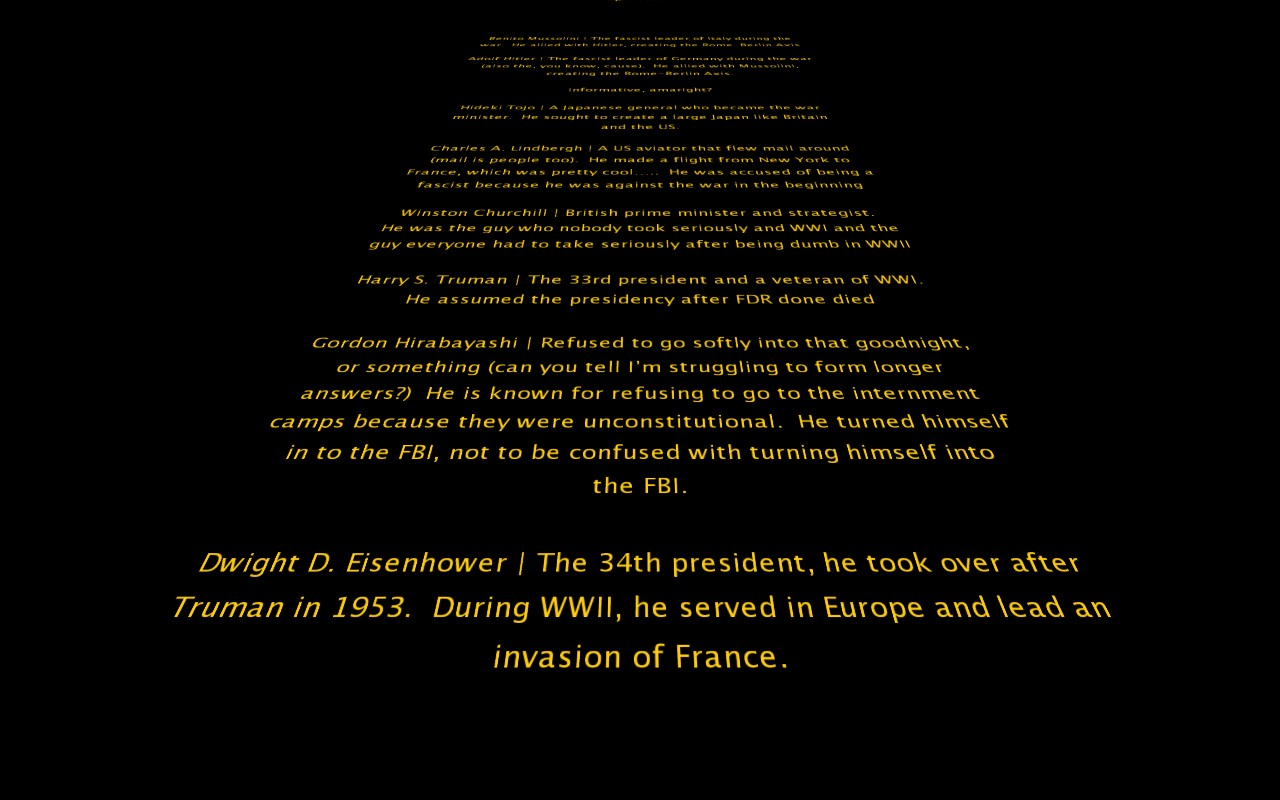 Benito Mussolini | The fascist leader of Italy during the
war. He allied with Hitler, creating the Rome-Berlin Axis
Adolf Hitler | The fascist leader of Germany during the war
(also the, you know, cause). He allied with Mussolini,
creating the Rome-Berlin Axis.
Informative, amaright?
Hideki Tojo | A Japanese general who became the war
minister. He sought to create a large Japan like Britain
and the US.
Charles A. Lindbergh | A US aviator that flew mail around
(mail is people too). He made a flight from New York to
France, which was pretty cool..... He was accused of being a
fascist because he was against the war in the beginning
Winston Churchill | British prime minister and strategist.
He was the guy who nobody took seriously and WWI and the
guy everyone had to take seriously after being dumb in WWII
Harry S. Truman | The 33rd president and a veteran of WWI.
He assumed the presidency after FDR done died
Gordon Hirabayashi | Refused to go softly into that goodnight,
or something (can you tell I'm struggling to form longer
answers?) He is known for refusing to go to the internment
camps because they were unconstitutional. He turned himself
in to the FBI, not to be confused with turning himself into
the FBI.
Dwight D. Eisenhower | The 34th president, he took over after
Truman in 1953. During WWII, he served in Europe and lead an
invasion of France.